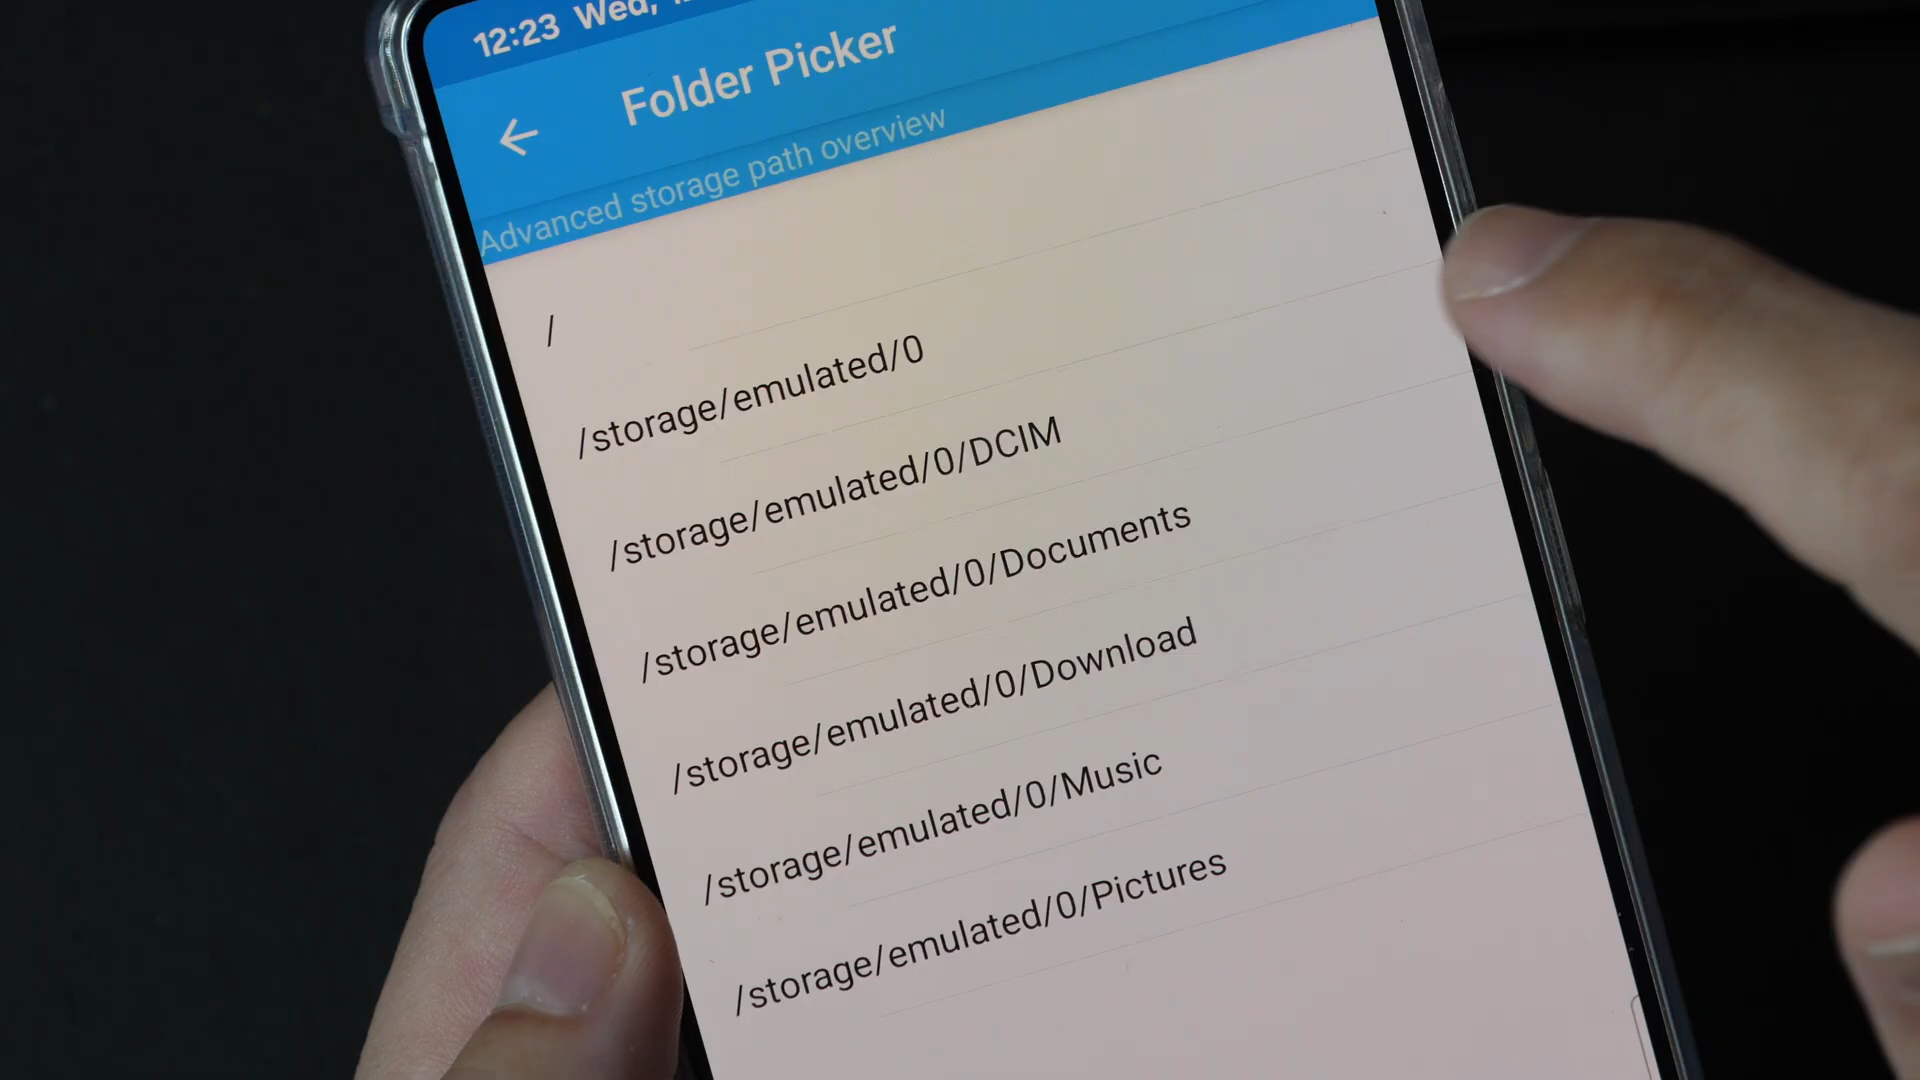 12:23 Wed,
Folder Picker
Advanced storage path overview
/
/storage/emulated/0
/storage/emulated/0/DCIM
/storage/emulated/0/Documents
/storage/emulated/0/Download
/storage/emulated/0/Music
/storage/emulated/0/Pictures